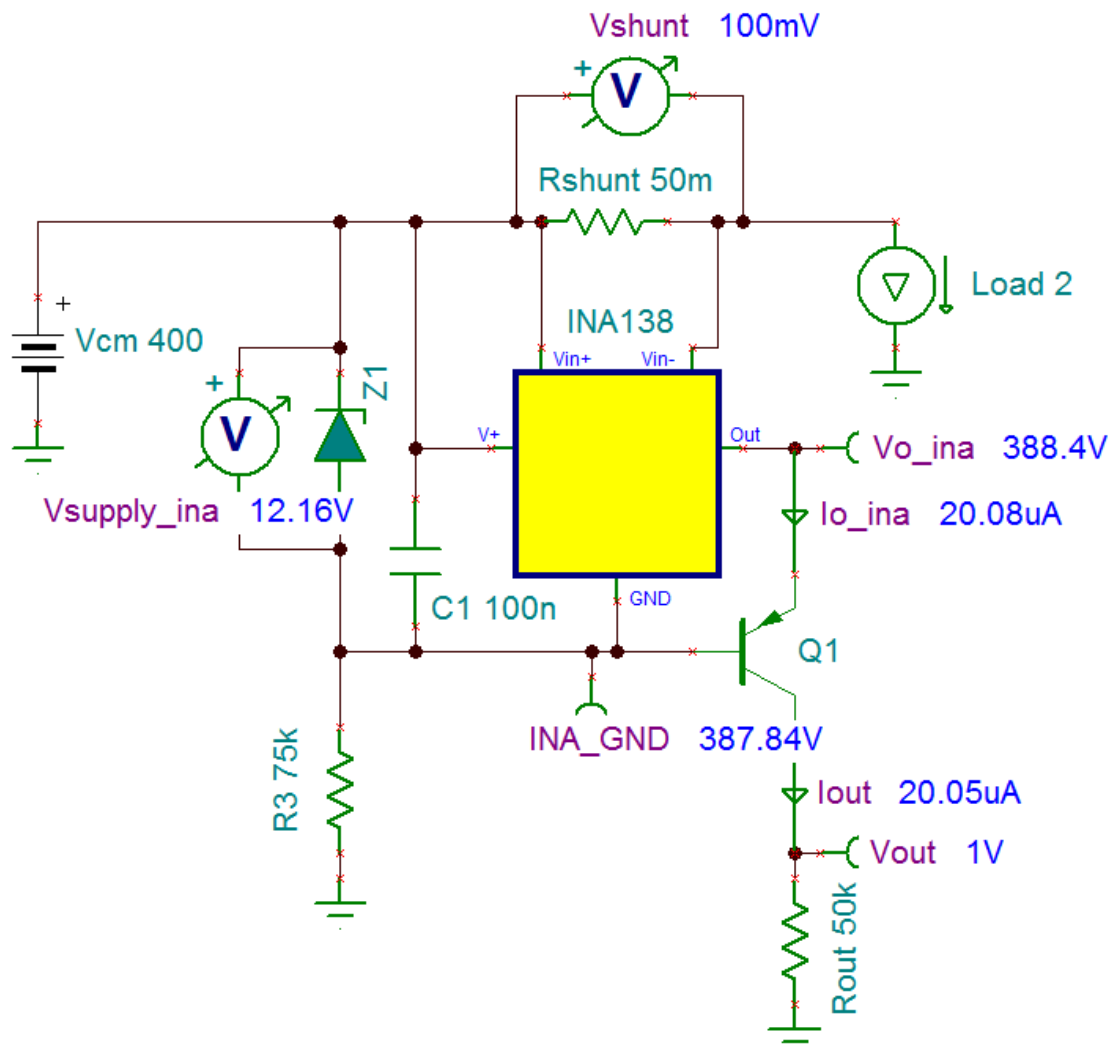 Vshunt 100mV
+
V
Rshunt 50m
+
Vcm 400
INA138
Load 2
Vin+ Vin-
+
Z1
V
V+
Out
Vo_ina 388.4V
Vsupply_ina 12.16V
Io_ina 20.08uA
C1 100n
GND
Q1
INA_GND 387.84V
R3 75k
Iout 20.05uA
Vout 1V
Rout 50k